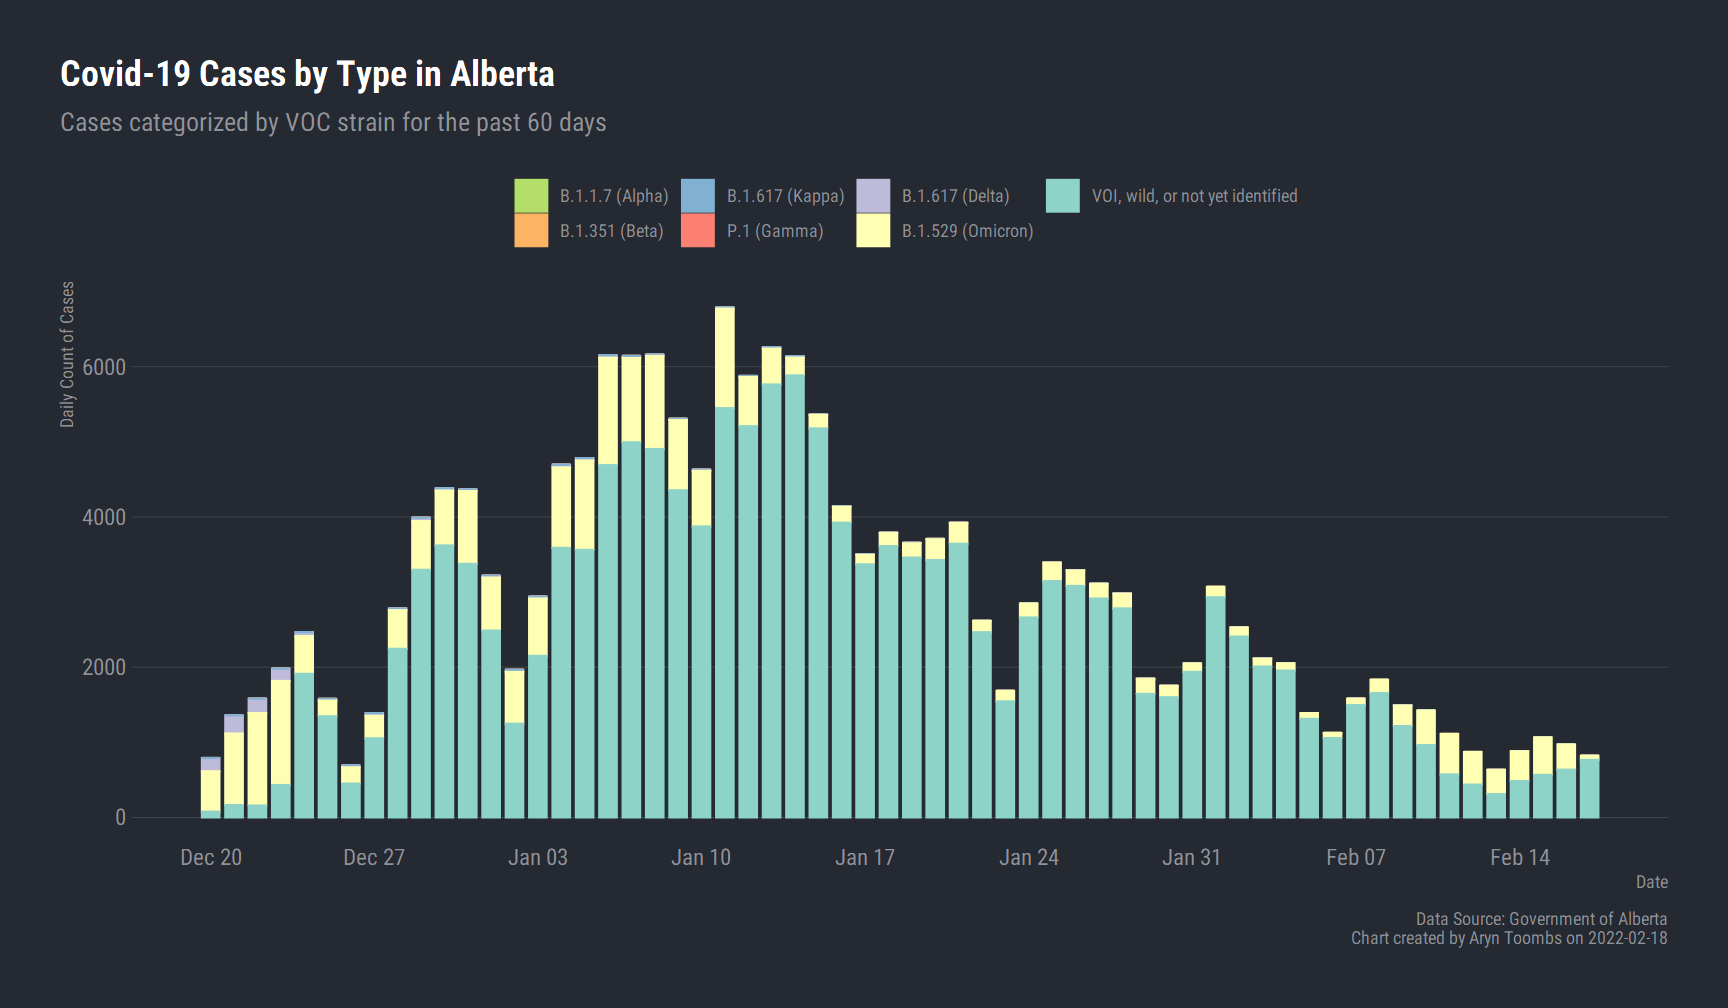 Covid-19 Cases by Type in Alberta
Cases categorized by VOC strain for the past 60 days
B.1.1.7 (Alpha) B.1.617 (Kappa) B.1.617 (Delta) VOI, wild, or not yet identified
B.1.351 (Beta) P.1 (Gamma) B.1.529 (Omicron)
Daily Count of Cases
6000
4000
2000
0
Dec 20 Dec 27 Jan 03 Jan 10 Jan 17 Jan 24 Jan 31 Feb 07 Feb 14
Date
Data Source: Government of Alberta
Chart created by Aryn Toombs on 2022-02-18